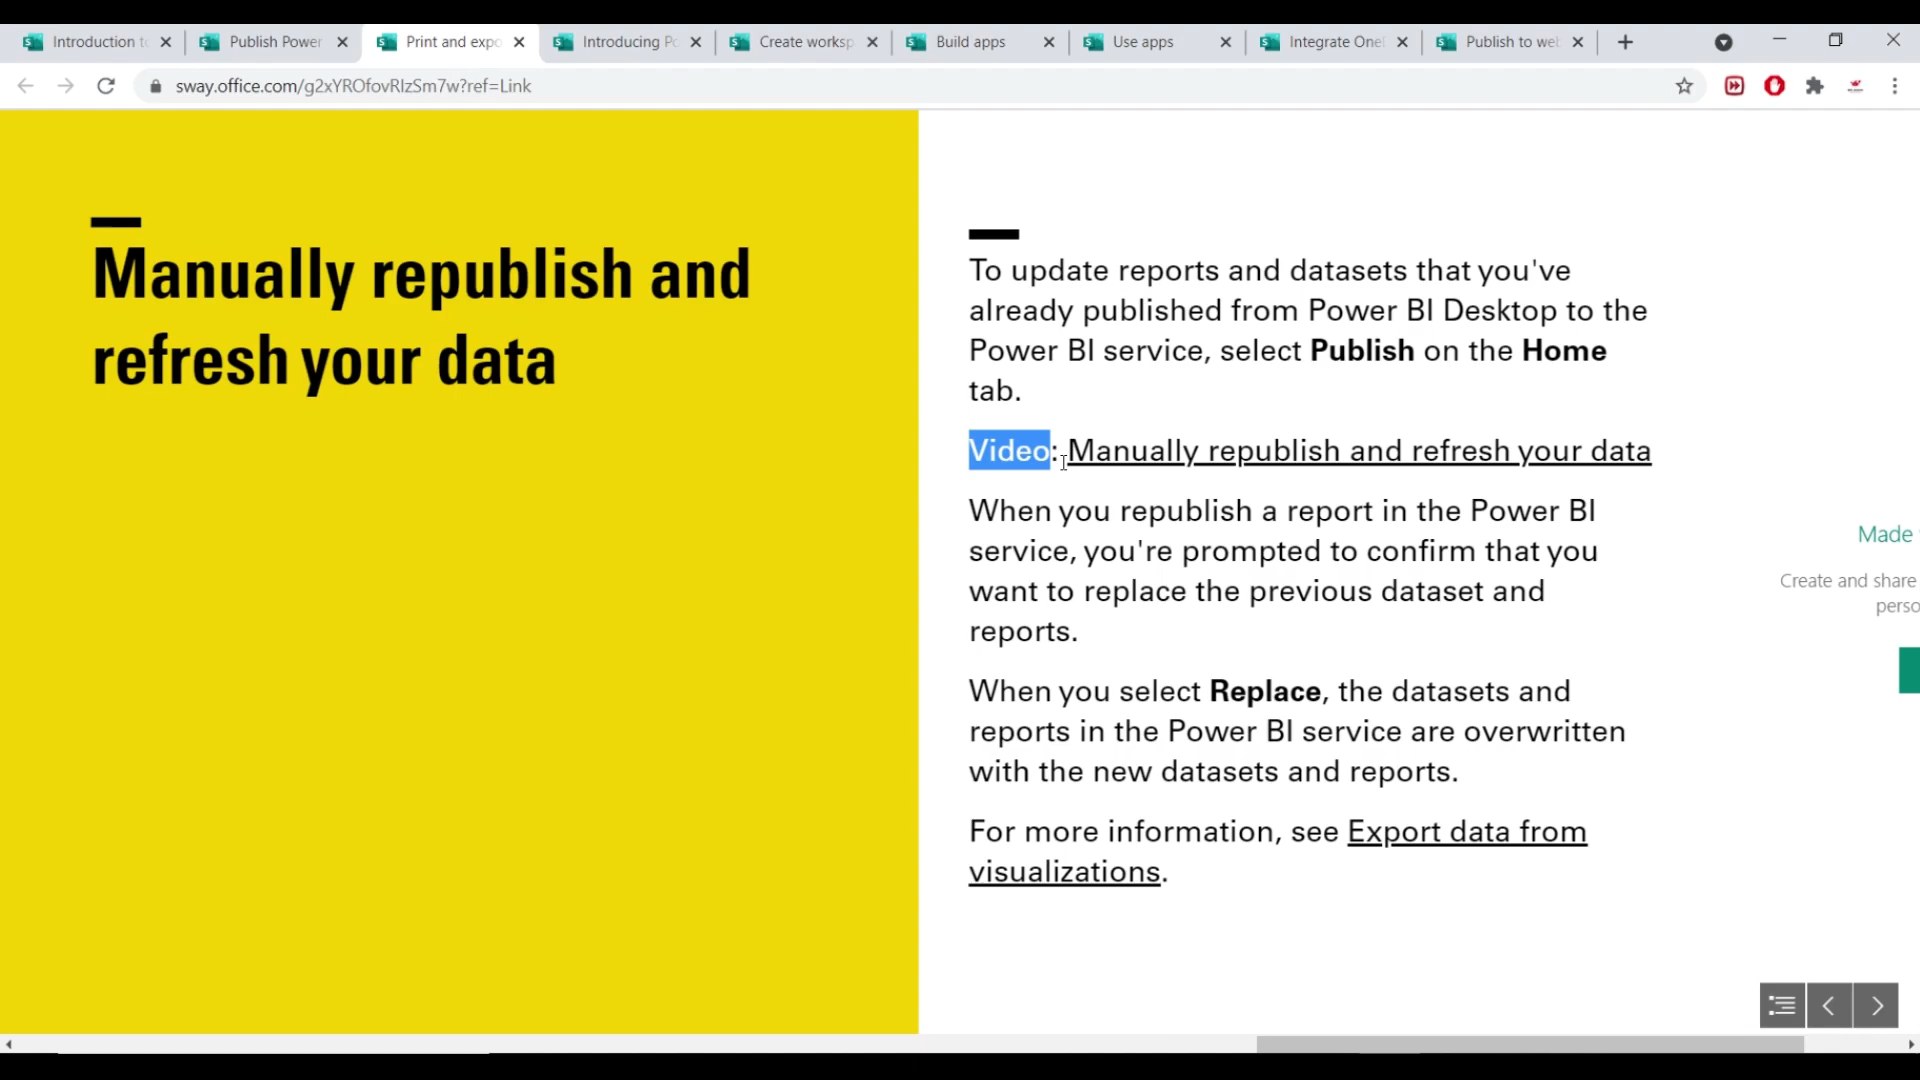 Introduction to
Publish Power
Print and expo
Introducing Po
Create worksp
Build apps
Use apps
Integrate OneD
Publish to web
sway.office.com/g2xYROfovRIzSm7w?ref=Link
Manually republish and
refresh your data
To update reports and datasets that you've
already published from Power BI Desktop to the
Power BI service, select Publish on the Home
tab.
Video: Manually republish and refresh your data
When you republish a report in the Power BI
service, you're prompted to confirm that you
want to replace the previous dataset and
reports.
When you select Replace, the datasets and
reports in the Power BI service are overwritten
with the new datasets and reports.
For more information, see Export data from
visualizations.
Made
Create and share
perso